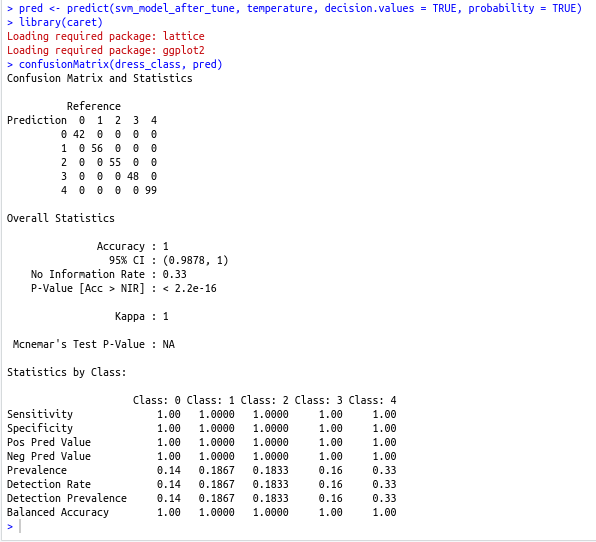 > pred <- predict(svm_model_after_tune, temperature, decision.values = TRUE, probability = TRUE)
> library(caret)
Loading required package: lattice
Loading required package: ggplot2
> confusionMatrix(dress_class, pred)
Confusion Matrix and Statistics

          Reference
Prediction  0  1  2  3  4
         0 42  0  0  0  0
         1  0 56  0  0  0
         2  0  0 55  0  0
         3  0  0  0 48  0
         4  0  0  0  0 99

Overall Statistics

               Accuracy : 1
                 95% CI : (0.9878, 1)
    No Information Rate : 0.33
    P-Value [Acc > NIR] : < 2.2e-16

                  Kappa : 1

 Mcnemar's Test P-Value : NA

Statistics by Class:

                     Class: 0 Class: 1 Class: 2 Class: 3 Class: 4
Sensitivity              1.00   1.0000   1.0000     1.00     1.00
Specificity              1.00   1.0000   1.0000     1.00     1.00
Pos Pred Value           1.00   1.0000   1.0000     1.00     1.00
Neg Pred Value           1.00   1.0000   1.0000     1.00     1.00
Prevalence               0.14   0.1867   0.1833     0.16     0.33
Detection Rate           0.14   0.1867   0.1833     0.16     0.33
Detection Prevalence     0.14   0.1867   0.1833     0.16     0.33
Balanced Accuracy        1.00   1.0000   1.0000     1.00     1.00
>